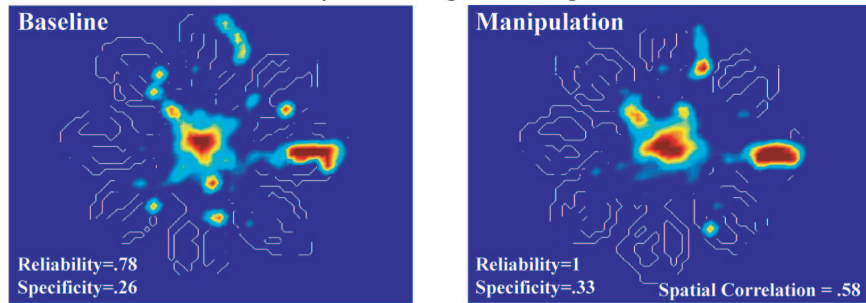 Baseline
Reliability=.78
Specificity=.26
Manipulation
Reliability=1
Specificity=.33
Spatial Correlation = .58